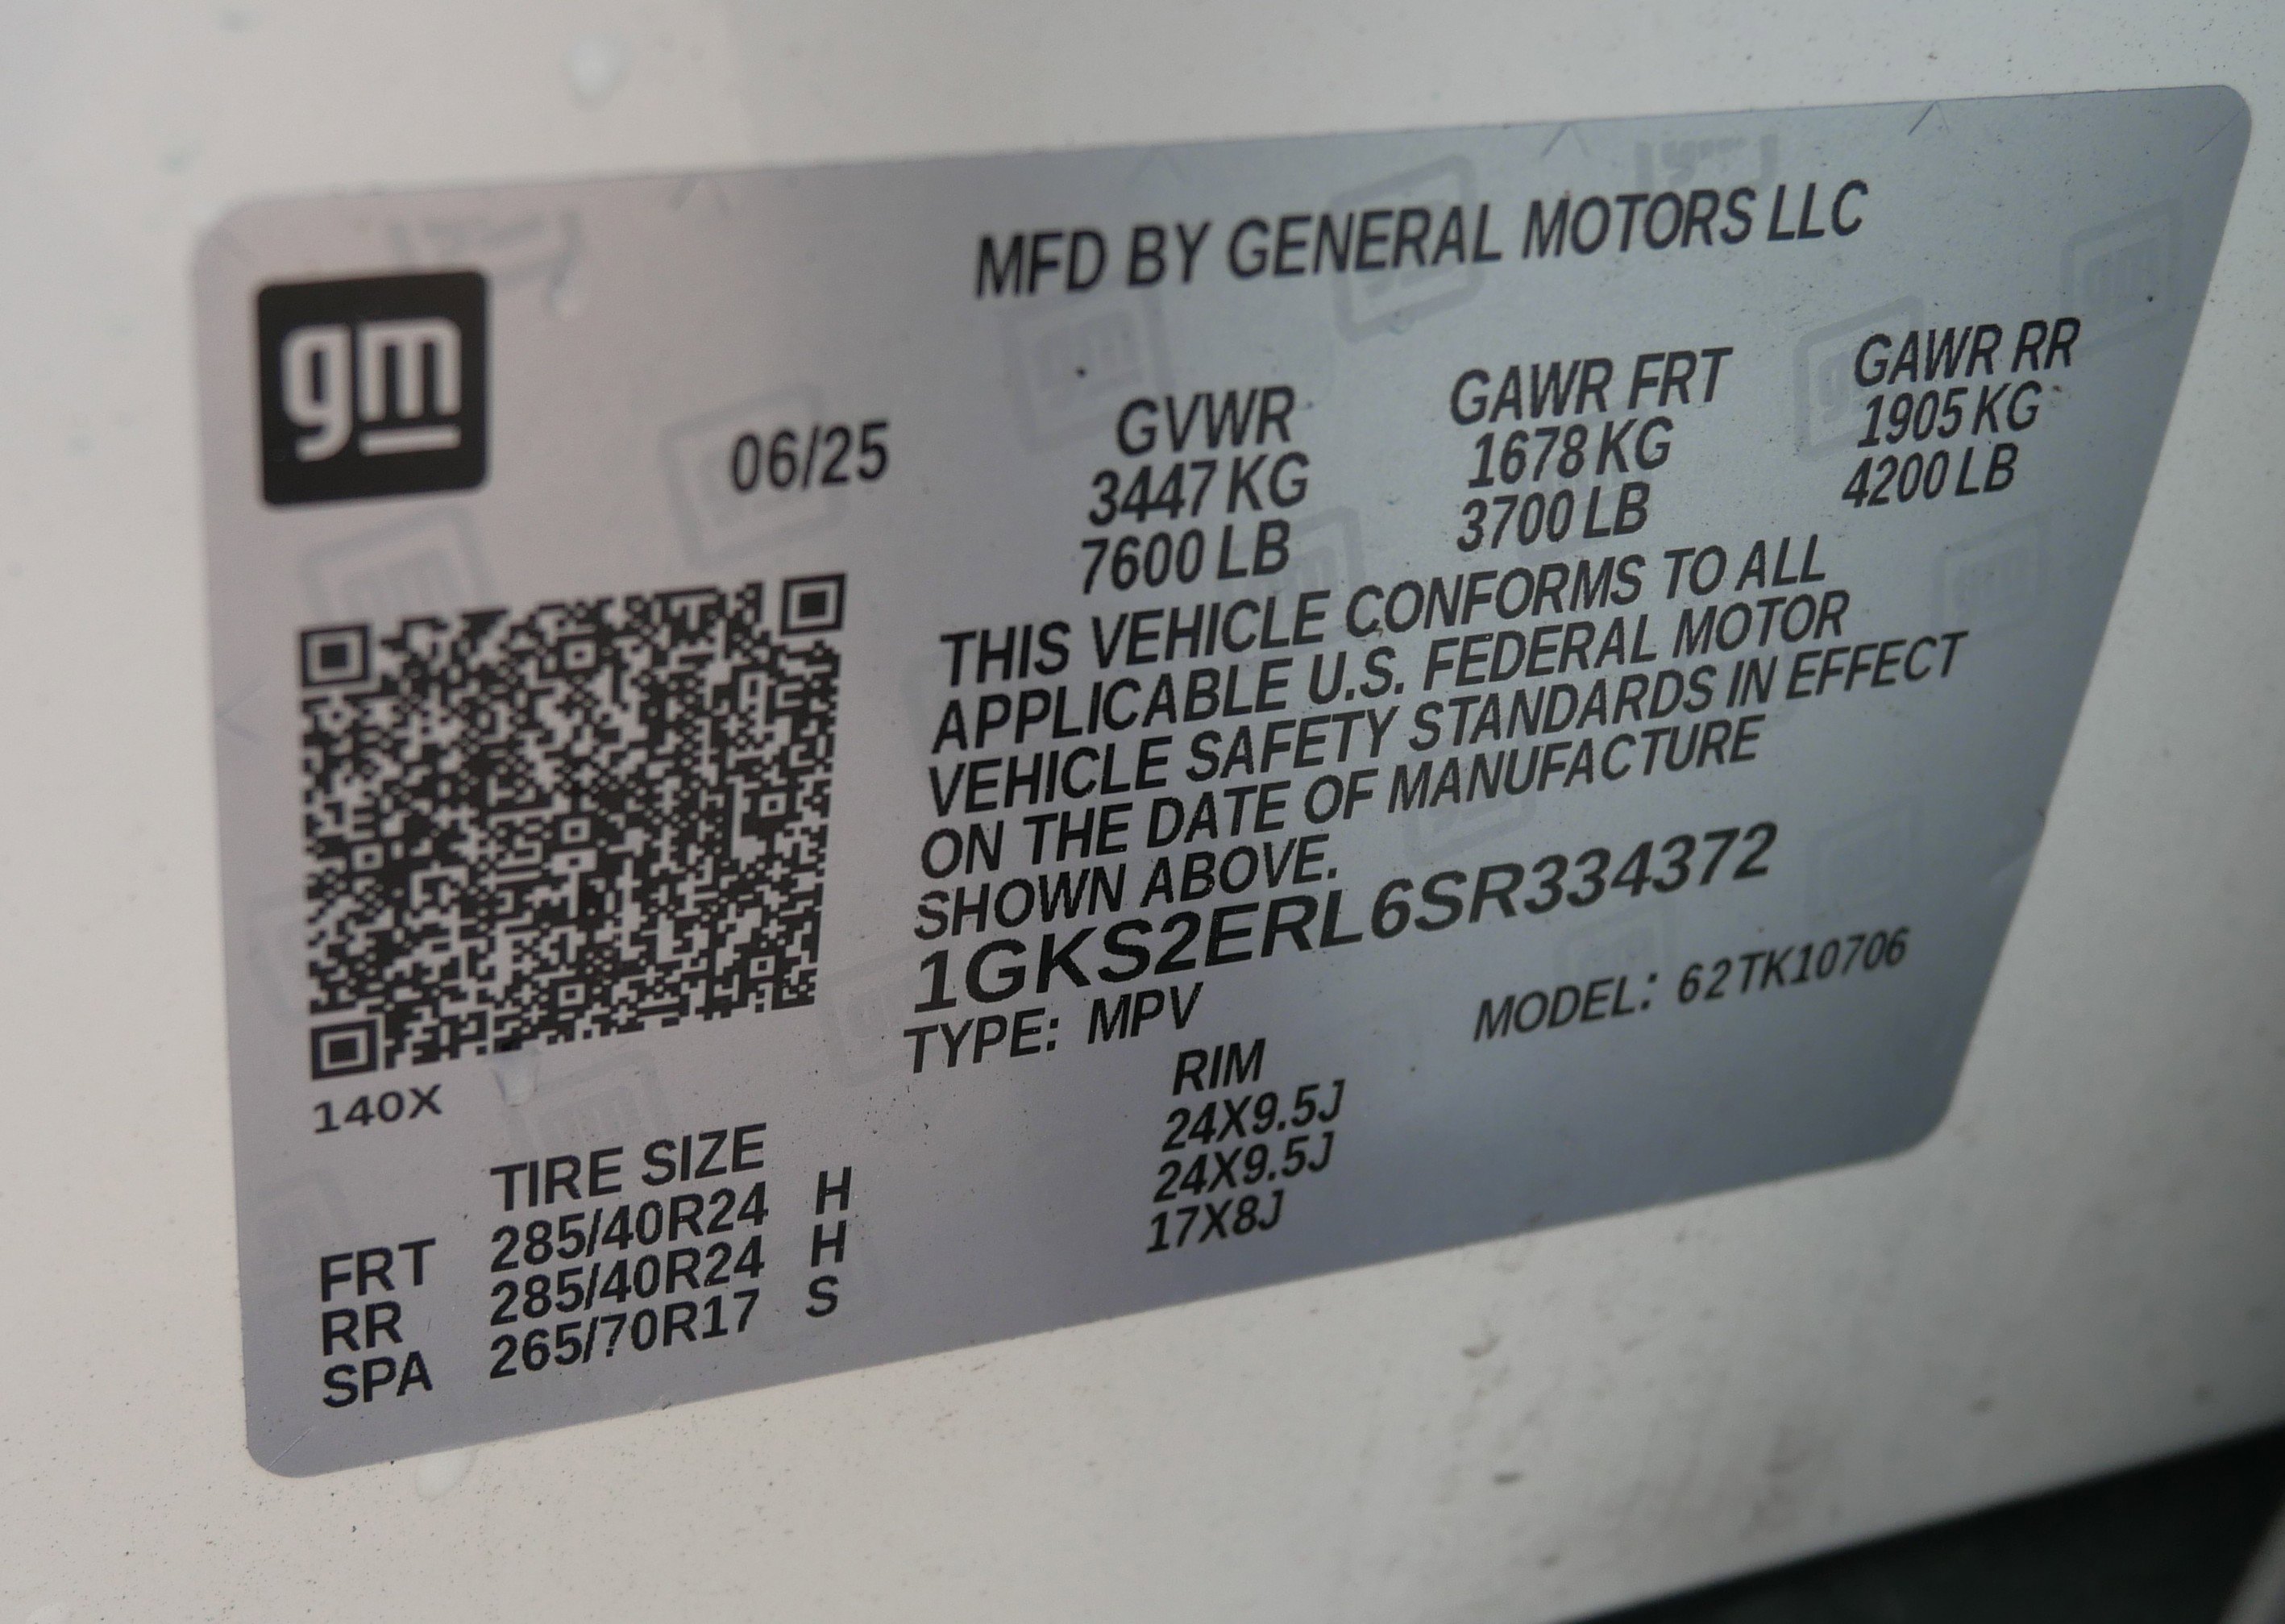 gm
MFD BY GENERAL MOTORS LLC
06/25 GVWR GAWR FRT GAWR RR
3447 KG 1678 KG 1905 KG
7600 LB 3700 LB 4200 LB
THIS VEHICLE CONFORMS TO ALL
APPLICABLE U.S. FEDERAL MOTOR
VEHICLE SAFETY STANDARDS IN EFFECT
ON THE DATE OF MANUFACTURE
SHOWN ABOVE.
1GKS2ERL6SR334372
TYPE: MPV MODEL: 62TK10706
140X
TIRE SIZE RIM
FRT 285/40R24 H 24X9.5J
RR 285/40R24 H 24X9.5J
SPA 265/70R17 S 17X8J